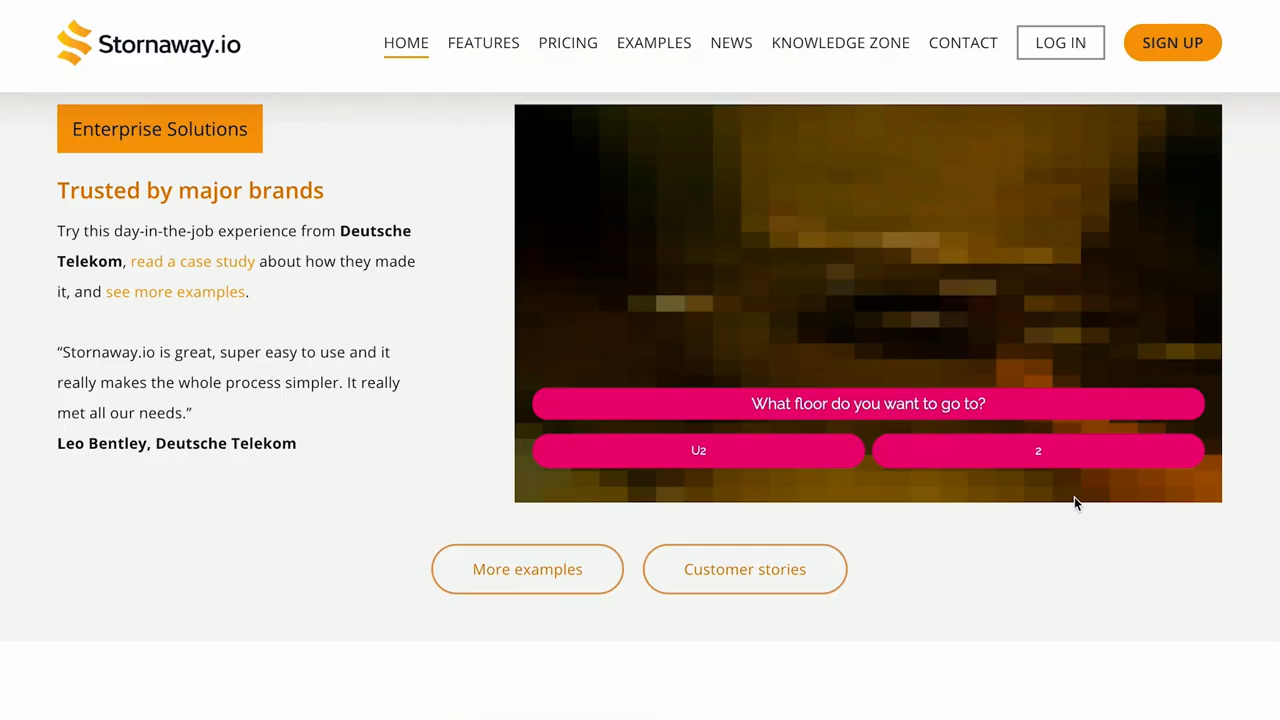 Stornaway.io
HOME FEATURES PRICING EXAMPLES NEWS KNOWLEDGE ZONE CONTACT LOG IN SIGN UP
Enterprise Solutions
Trusted by major brands
Try this day-in-the-job experience from Deutsche
Telekom, read a case study about how they made
it, and see more examples.
“Stornaway.io is great, super easy to use and it
really makes the whole process simpler. It really
met all our needs.”
Leo Bentley, Deutsche Telekom
What floor do you want to go to?
U2 2
More examples Customer stories